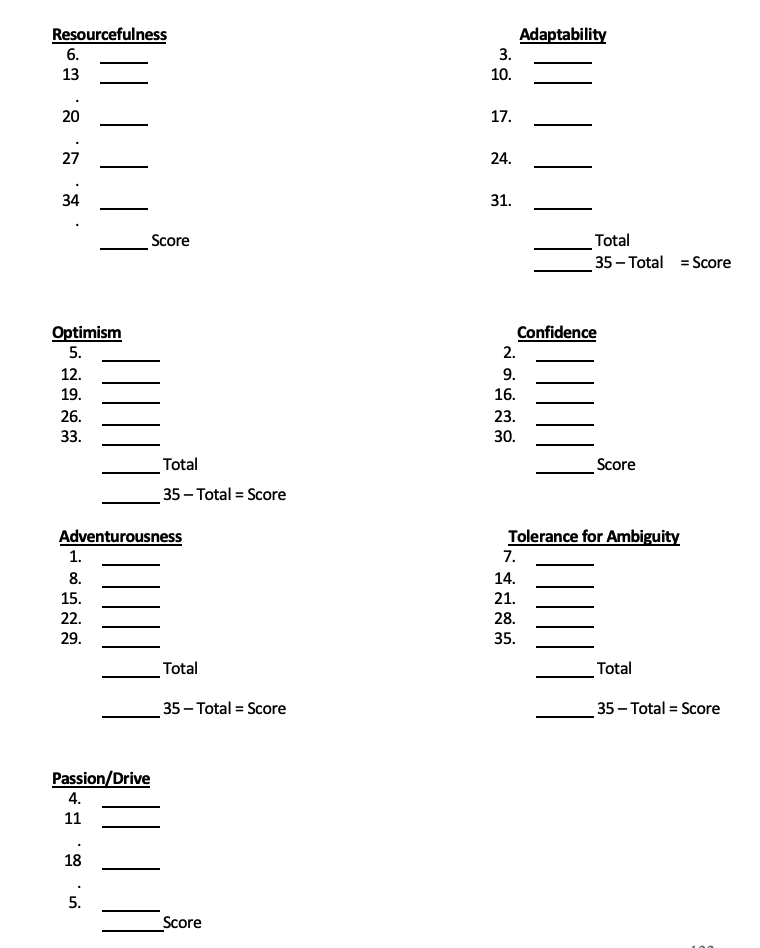 Resourcefulness
6. ______
13 ______
.
20 ______
.
27 ______
.
34 ______
.
______ Score
Adaptability
3. ______
10. ______
17. ______
24. ______
31. ______
______ Total
______ 35 – Total = Score
Optimism
5. ______
12. ______
19. ______
26. ______
33. ______
______ Total
______ 35 – Total = Score
Confidence
2. ______
9. ______
16. ______
23. ______
30. ______
______ Score
Adventurousness
1. ______
8. ______
15. ______
22. ______
29. ______
______ Total
______ 35 – Total = Score
Tolerance for Ambiguity
7. ______
14. ______
21. ______
28. ______
35. ______
______ Total
______ 35 – Total = Score
Passion/Drive
4. ______
11 ______
.
18 ______
.
5. ______
______ Score